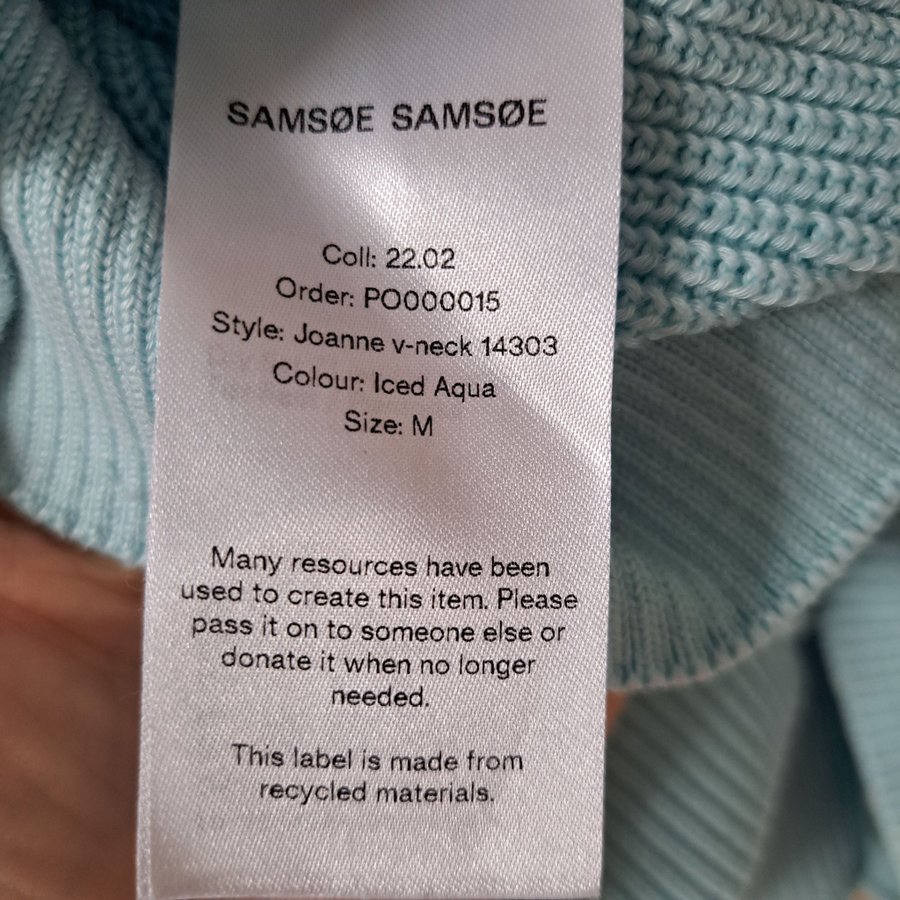 SAMSØE SAMSØE
Coll: 22.02
Order: PO000015
Style: Joanne v-neck 14303
Colour: Iced Aqua
Size: M
Many resources have been
used to create this item. Please
pass it on to someone else or
donate it when no longer
needed.
This label is made from
recycled materials.